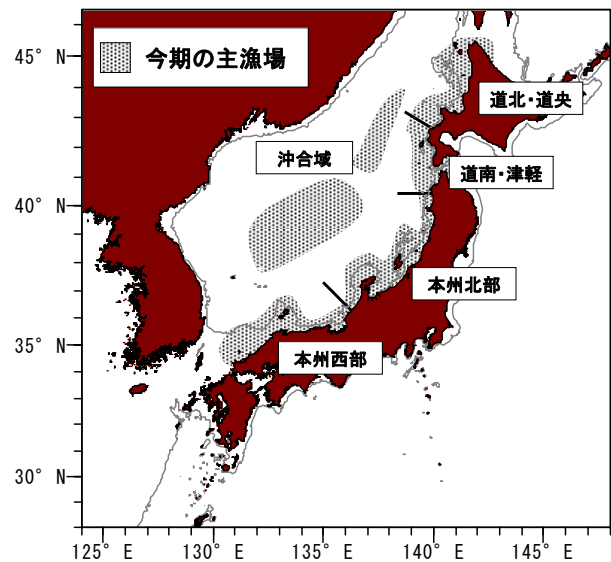 45° N
今期の主漁場
道北・道央
沖合域
道南・津軽
40° N
本州北部
35° N
本州西部
30° N
125° E
130° E
135° E
140° E
145° E